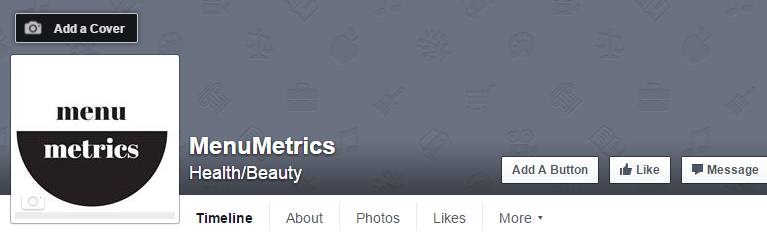 Add a Cover
menu
metrics
MenuMetrics
Health/Beauty
Add A Button Like Message
Timeline About Photos Likes More